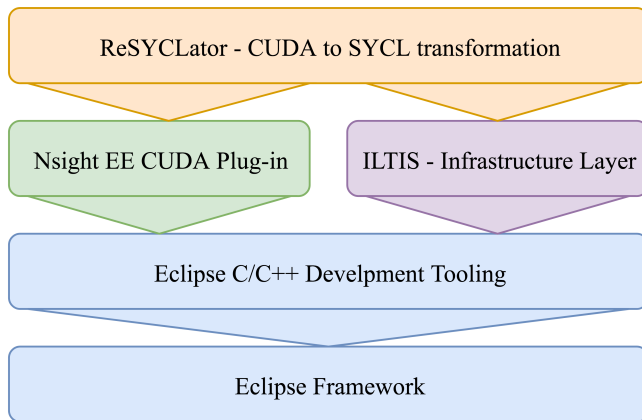 ReSYCLator - CUDA to SYCL transformation
Nsight EE CUDA Plug-in
ILTIS - Infrastructure Layer
Eclipse C/C++ Develpment Tooling
Eclipse Framework